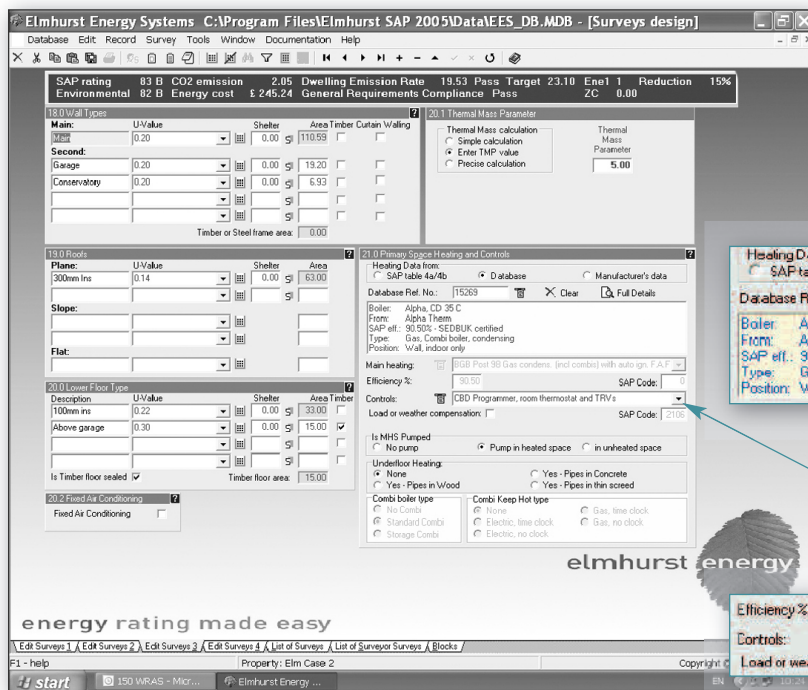 Elmhurst Energy Systems C:\Program Files\Elmhurst SAP 2005\Data\EES_DB.MDB - [Surveys design]
Database Edit Record Survey Tools Window Documentation Help
SAP rating 83 B CO2 emission 2.05 Dwelling Emission Rate 19.53 Pass Target 23.10 Ene1 1 Reduction 15%
Environmental 82 B Energy cost £ 245.24 General Requirements Compliance Pass ZC 0.00
18.0 Wall Types
Main: U-Value Shelter Area Timber Curtain Walling
Main 0.20 0.00 110.59
Second:
Garage 0.20 0.00 19.20
Conservatory 0.20 0.00 6.93
Timber or Steel frame area: 0.00
20.1 Thermal Mass Parameter
Thermal Mass calculation
Simple calculation
Enter TMP value
Precise calculation
Thermal
Mass
Parameter
5.00
19.0 Roofs
Plane: U-Value Shelter Area
300mm Ins 0.14 0.00 63.00
Slope:
Flat:
20.0 Lower Floor Type
Description U-Value Shelter Area Timber
100mm ins 0.22 0.00 33.00
Above garage 0.30 0.00 15.00
Is Timber floor sealed Timber floor area: 15.00
20.2 Fixed Air Conditioning
Fixed Air Conditioning
21.0 Primary Space Heating and Controls
Heating Data from:
SAP table 4a/4b Database Manufacturer's data
Database Ref. No.: 15269 Clear Full Details
Boiler: Alpha, CD 35 C
From: Alpha Therm
SAP eff.: 90.50% - SEDBUK certified
Type: Gas, Combi boiler, condensing
Position: Wall, indoor only
Main heating: BGB Post 98 Gas condens. (incl combis) with auto ign. F.A.F
Efficiency %: 90.50 SAP Code: 0
Controls: CBD Programmer, room thermostat and TRVs
Load or weather compensation: SAP Code: 2106
Is MHS Pumped
No pump Pump in heated space in unheated space
Underfloor Heating:
None Yes - Pipes in Concrete
Yes - Pipes in Wood Yes - Pipes in thin screed
Combi boiler type
No Combi
Standard Combi
Storage Combi
Combi Keep Hot type
None Gas, time clock
Electric, time clock Gas, no clock
Electric, no clock
Heating D
SAP ta
Database R
Boiler: A
From: A
SAP eff.: 9
Type: G
Position: W
elmhurst energy
energy rating made easy
Efficiency %
Controls:
Load or wea
Edit Surveys 1 Edit Surveys 2 Edit Surveys 3 Edit Surveys 4 List of Surveys List of Surveyor Surveys Blocks
F1 - help Property: Elm Case 2 Copyright ©
start 150 WRAS - Micr... Elmhurst Energy ... EN 10:24